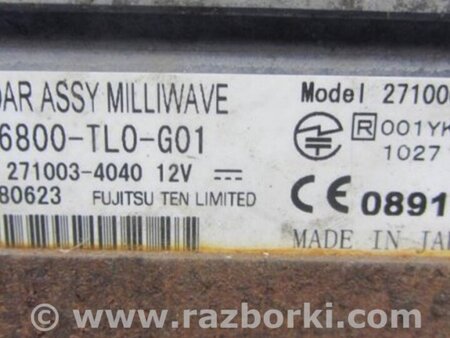 DAR ASSY MILLIWAVE
Model 27100
6800-TL0-G01
R 001YK
271003-4040 12V
1027
80623 FUJITSU TEN LIMITED
CE 0891
MADE IN JAP
www.razborki.com